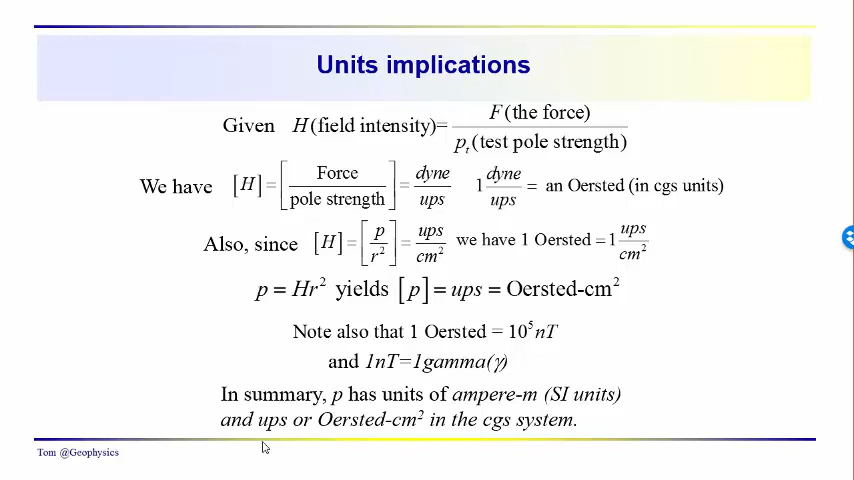 Units implications
Given H(field intensity)= F(the force) / p_t(test pole strength)
We have [H] = [Force / pole strength] = dyne / ups 1 dyne / ups = an Oersted (in cgs units)
Also, since [H] = [p / r²] = ups / cm² we have 1 Oersted = 1 ups / cm²
p = Hr² yields [p] = ups = Oersted-cm²
Note also that 1 Oersted = 10⁵nT
and 1nT=1gamma(γ)
In summary, p has units of ampere-m (SI units)
and ups or Oersted-cm² in the cgs system.
Tom @Geophysics